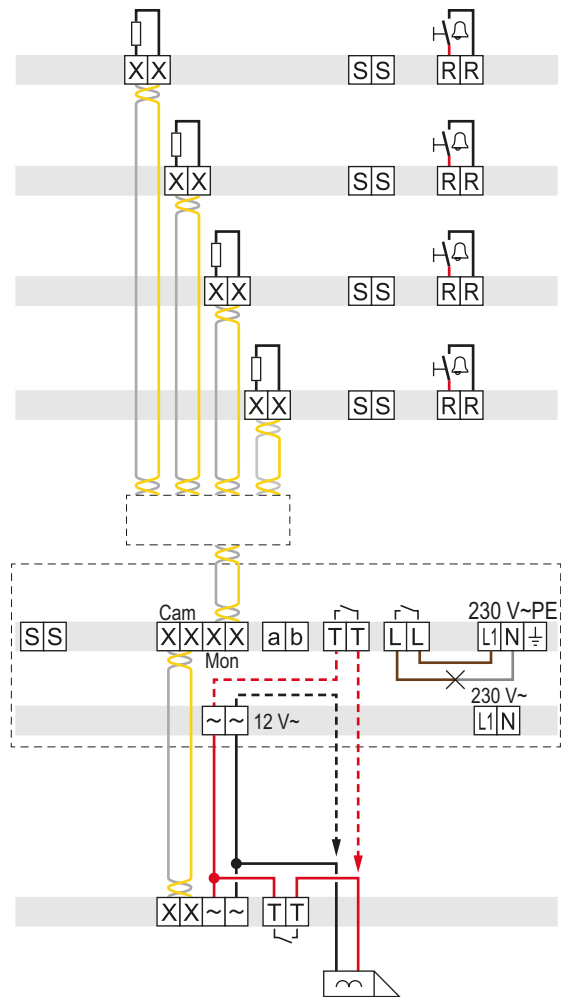 X X S S R R
X X S S R R
X X S S R R
X X S S R R
Cam
230 V~PE
S S X X X X a b T T L L L1 N
Mon
230 V~
~ ~ 12 V~ L1 N
X X ~ ~ T T